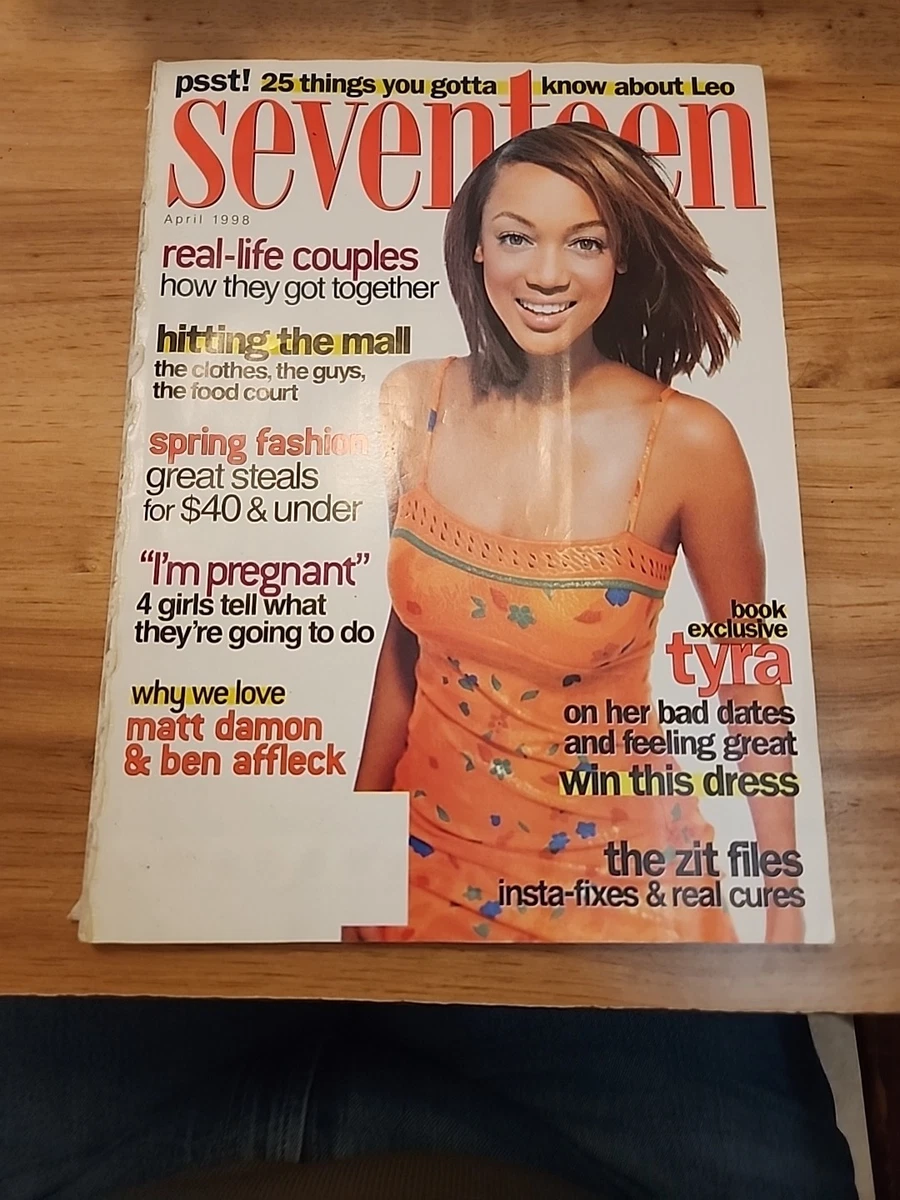 psst! 25 things you gotta know about Leo
seventeen
April 1998
real-life couples
how they got together
hitting the mall
the clothes, the guys,
the food court
spring fashion
great steals
for $40 & under
"I'm pregnant"
4 girls tell what
they're going to do
why we love
matt damon
& ben affleck
book
exclusive
tyra
on her bad dates
and feeling great
win this dress
the zit files
insta-fixes & real cures